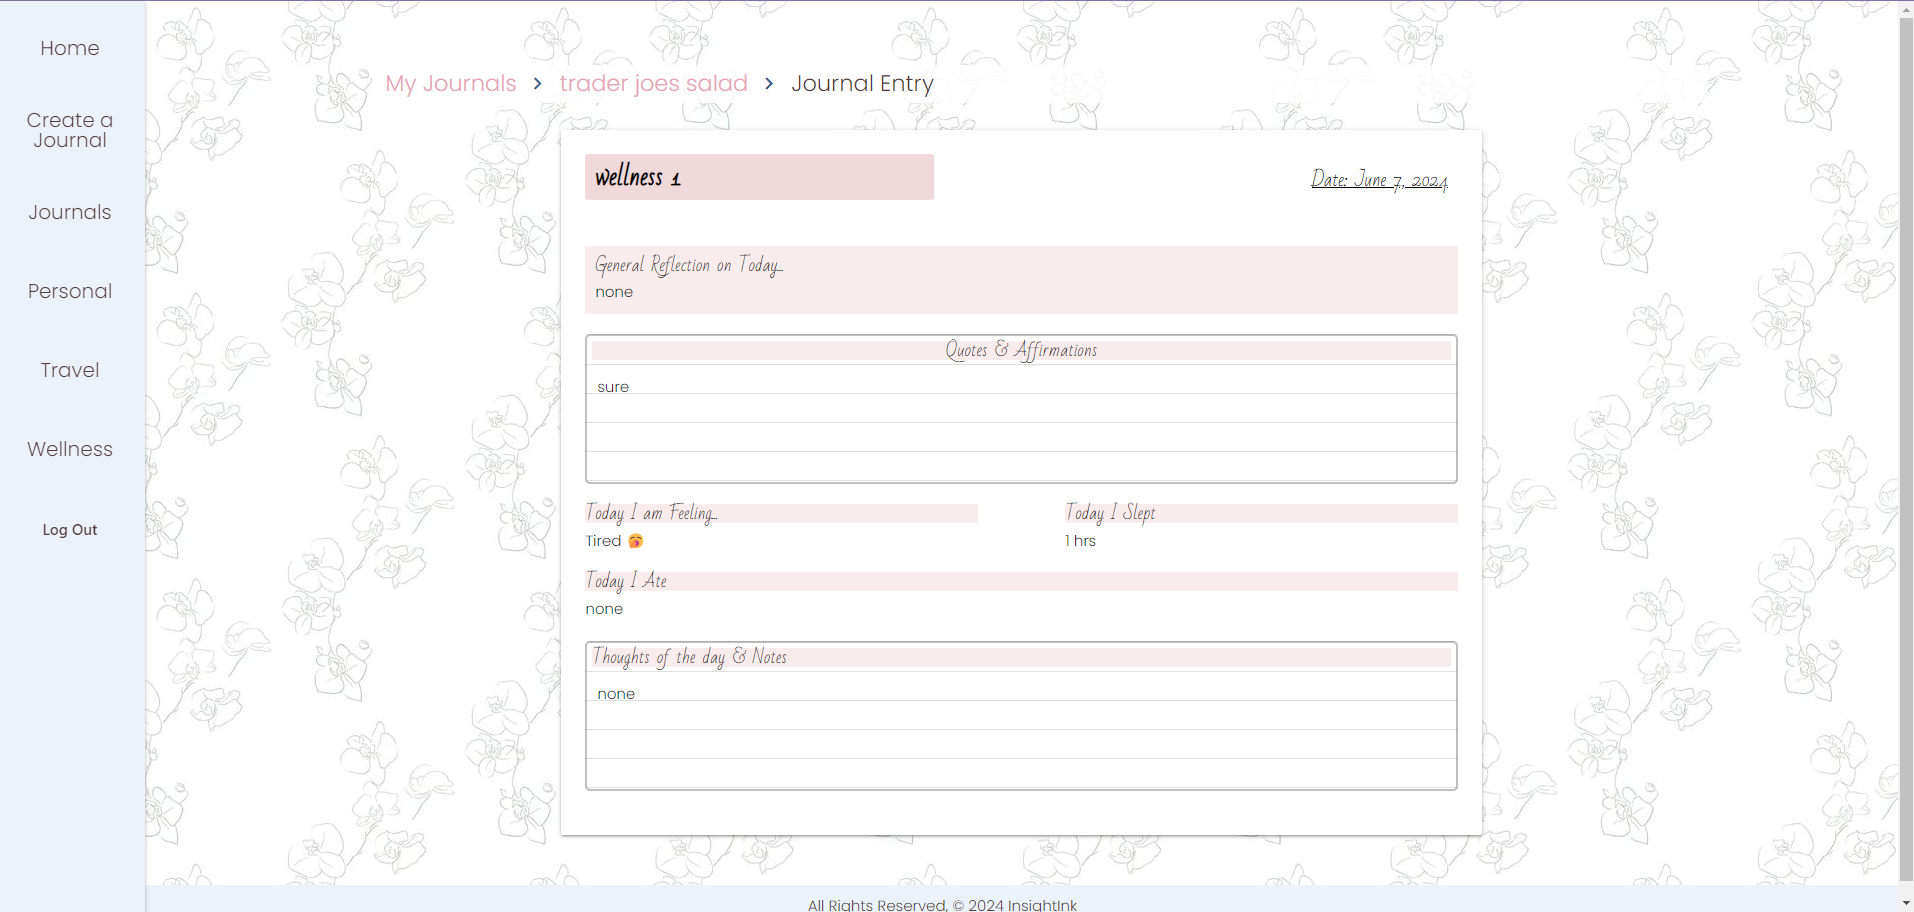 Home
Create a
Journal
Journals
Personal
Travel
Wellness
Log Out
My Journals > trader joes salad > Journal Entry
wellness 1
Date: June 7, 2024
General Reflection on Today...
none
Quotes & Affirmations
sure
Today I am Feeling...
Tired 🥱
Today I Slept
1 hrs
Today I Ate
none
Thoughts of the day & Notes
none
All Rights Reserved, © 2024 InsightInk